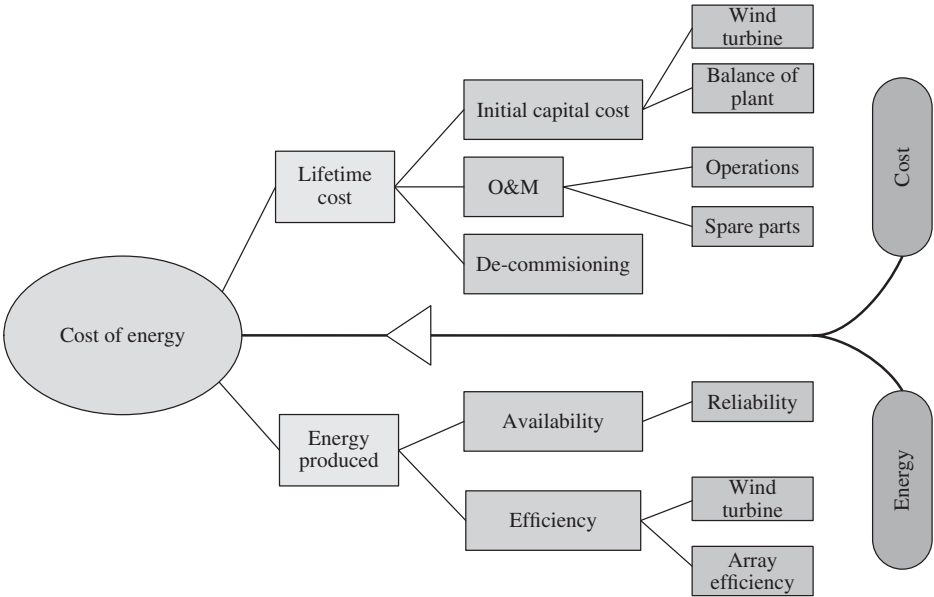 Wind
turbine
Balance of
plant
Initial capital cost
Cost
Lifetime
cost
O&M
Operations
Spare parts
De-commisioning
Cost of energy
Energy
produced
Availability
Reliability
Efficiency
Wind
turbine
Array
efficiency
Energy